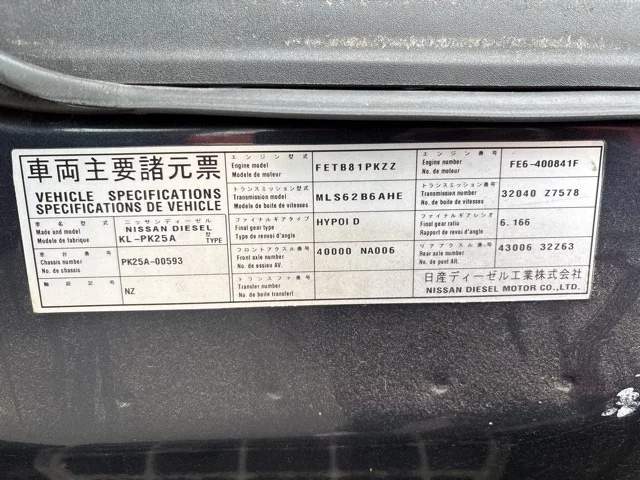 車両主要諸元票
VEHICLE SPECIFICATIONS
SPECIFICATIONS DE VEHICLE
ニッサンディーゼル
Made and model
NISSAN DIESEL
Modele de fabrique
KL-PK25A
型式
TYPE
車台番号
Chassis number
No. de chassis
PK25A-00593
NZ
エンジン型式
Engine model
Modele de moteur
FETB81PKZZ
トランスミッション型式
Transmission model
Modele de boite de vitesses
MLS62B6AHE
ファイナルギアタイプ
Final gear type
Type de renvoi d'angle
HYPOID
フロントアクスル番号
Front axle number
No. de essieu AV.
40000 NA006
トランスファ番号
Transfer number
No. de boite transfert
エンジン番号
Engine number
No. de moteur
FE6-400841F
トランスミッション番号
Transmission number
No. de boite de vitesses
32040 Z7578
ファイナルギアレシオ
Final gear ratio
Rapport de renvoi d'angle
6.166
リアアクスル番号
Rear axle number
No. de pont AR.
43006 32Z63
日産ディーゼル工業株式会社
NISSAN DIESEL MOTOR CO.,LTD.